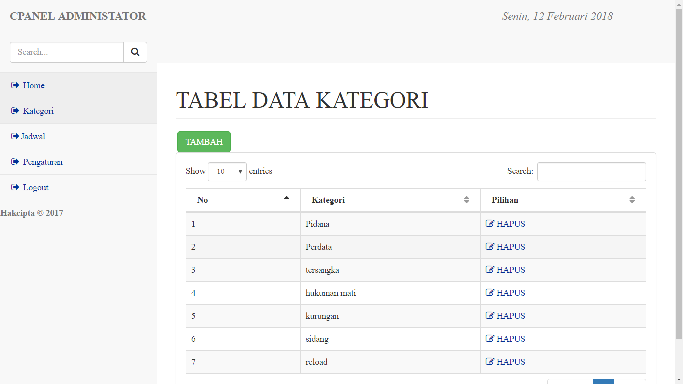 CPANEL ADMINISTATOR
Senin, 12 Februari 2018
Search...
Home
Kategori
Jadwal
Pengaturan
Logout
Hakcipta © 2017
TABEL DATA KATEGORI
TAMBAH
Show 10 entries
Search:
No Kategori Pilihan
1 Pidana HAPUS
2 Perdata HAPUS
3 tersangka HAPUS
4 hukuman mati HAPUS
5 kurungan HAPUS
6 sidang HAPUS
7 reload HAPUS